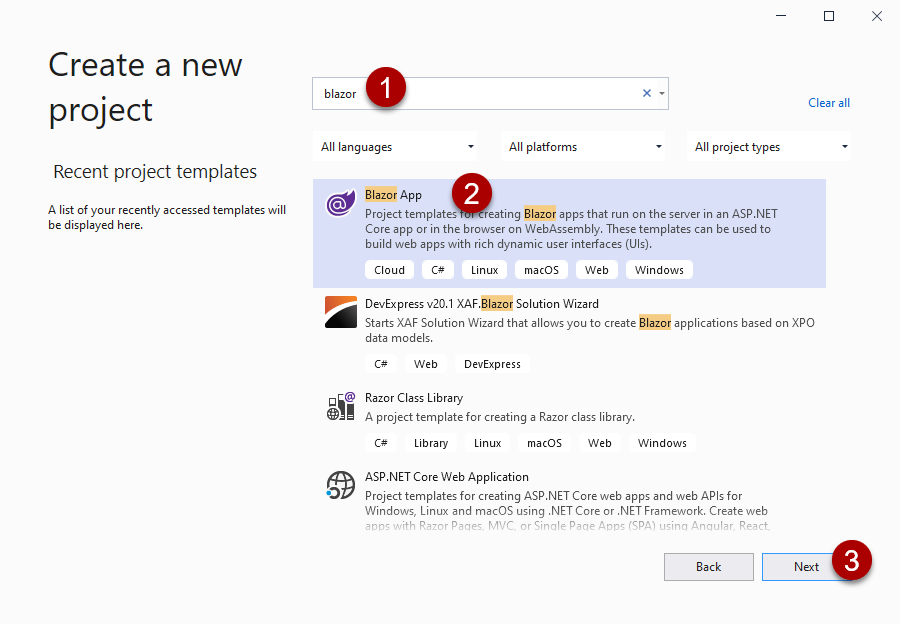 Create a new
project
Recent project templates
A list of your recently accessed templates will
be displayed here.
blazor
1
Clear all
All languages
All platforms
All project types
Blazor App
2
Project templates for creating Blazor apps that run on the server in an ASP.NET
Core app or in the browser on WebAssembly. These templates can be used to
build web apps with rich dynamic user interfaces (UIs).
Cloud C# Linux macOS Web Windows
DevExpress v20.1 XAF.Blazor Solution Wizard
Starts XAF Solution Wizard that allows you to create Blazor applications based on XPO
data models.
C# Web DevExpress
Razor Class Library
A project template for creating a Razor class library.
C# Library Linux macOS Web Windows
ASP.NET Core Web Application
Project templates for creating ASP.NET Core web apps and web APIs for
Windows, Linux and macOS using .NET Core or .NET Framework. Create web
apps with Razor Pages, MVC, or Single Page Apps (SPA) using Angular, React,
Back
Next
3